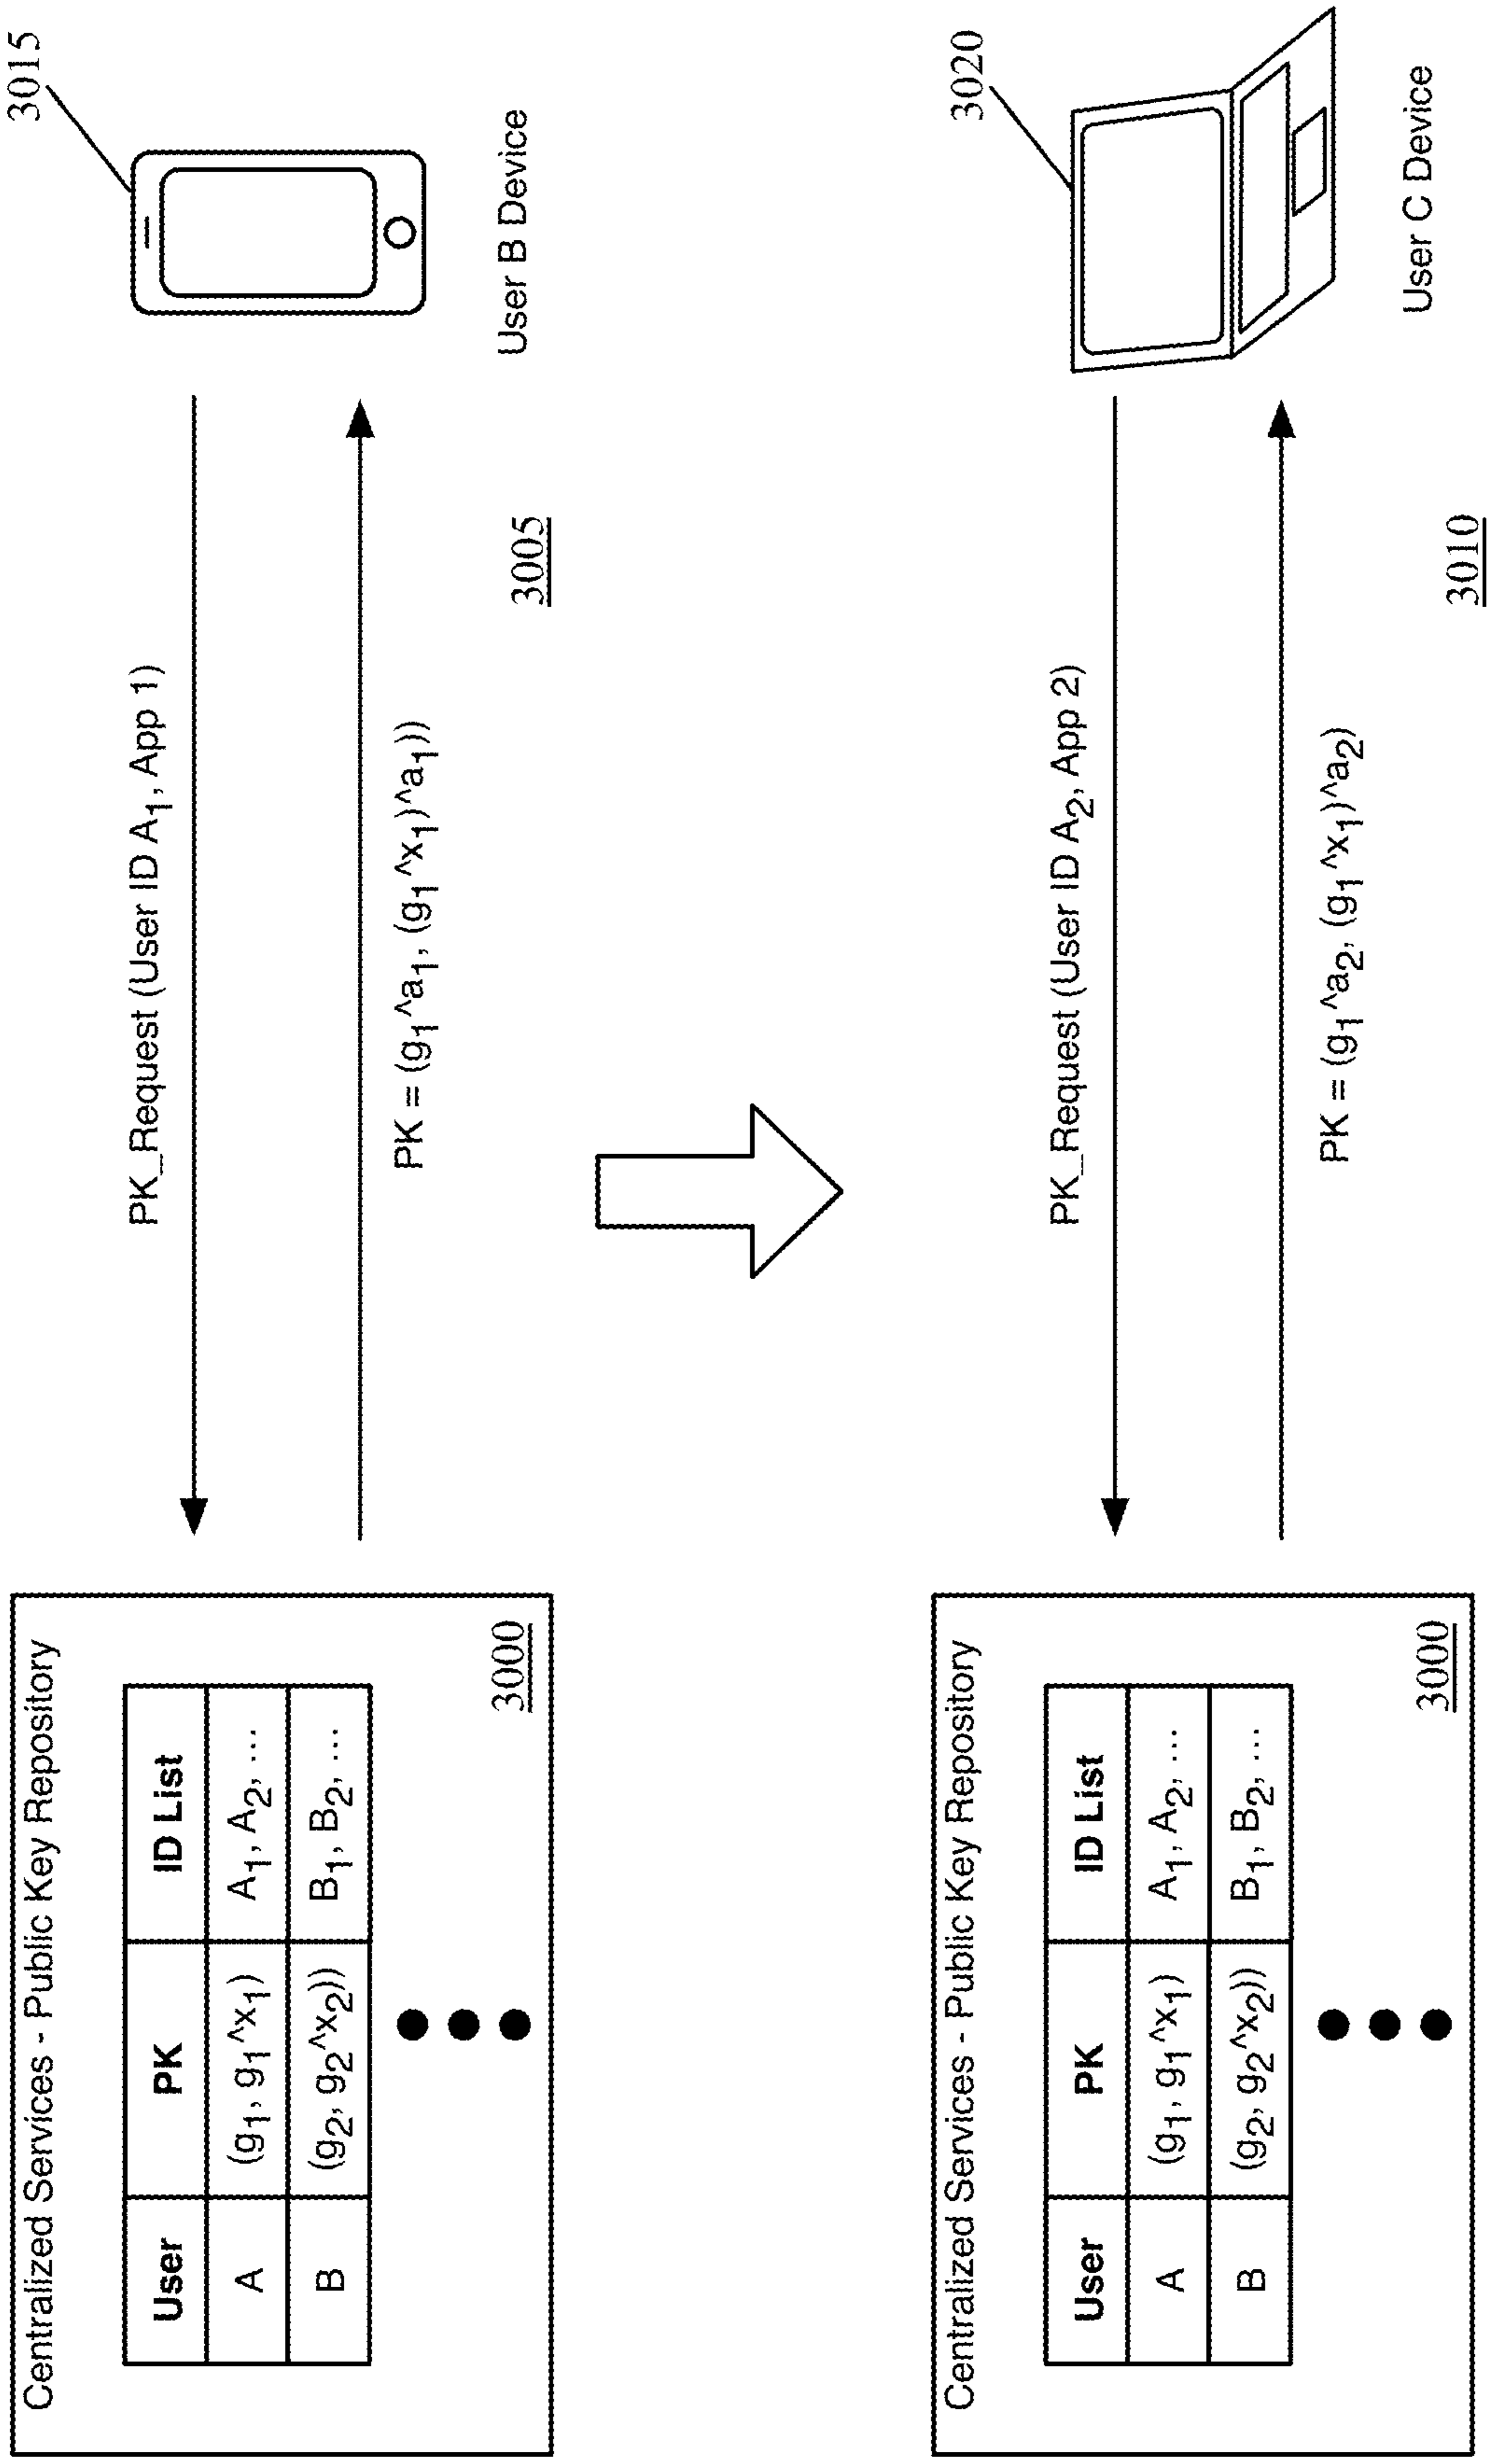 Centralized Services - Public Key Repository
User PK ID List
A (g₁, g₁^x₁) A₁, A₂, ...
B (g₂, g₂^x₂)) B₁, B₂, ...
3000
PK_Request (User ID A₁, App 1)
PK = (g₁^a₁, (g₁^x₁)^a₁))
3005
3015
User B Device
Centralized Services - Public Key Repository
User PK ID List
A (g₁, g₁^x₁) A₁, A₂, ...
B (g₂, g₂^x₂)) B₁, B₂, ...
3000
PK_Request (User ID A₂, App 2)
PK = (g₁^a₂, (g₁^x₁)^a₂)
3010
3020
User C Device